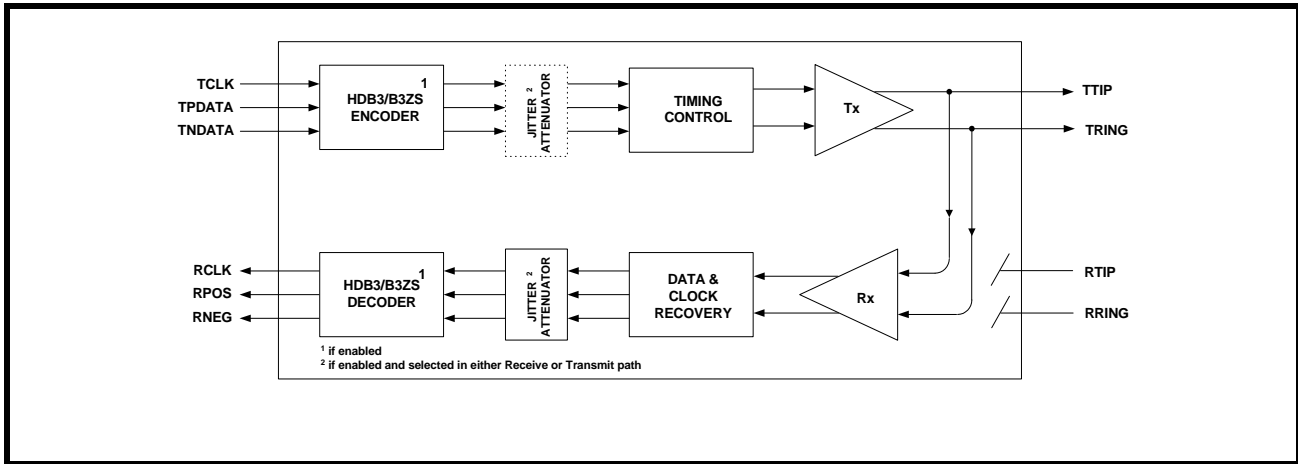 TCLK
TPDATA
TNDATA
HDB3/B3ZS 1
ENCODER
JITTER 2
ATTENUATOR
TIMING
CONTROL
Tx
TTIP
TRING
RCLK
RPOS
RNEG
HDB3/B3ZS 1
DECODER
JITTER 2
ATTENUATOR
DATA &
CLOCK
RECOVERY
Rx
RTIP
RRING
1 if enabled
2 if enabled and selected in either Receive or Transmit path